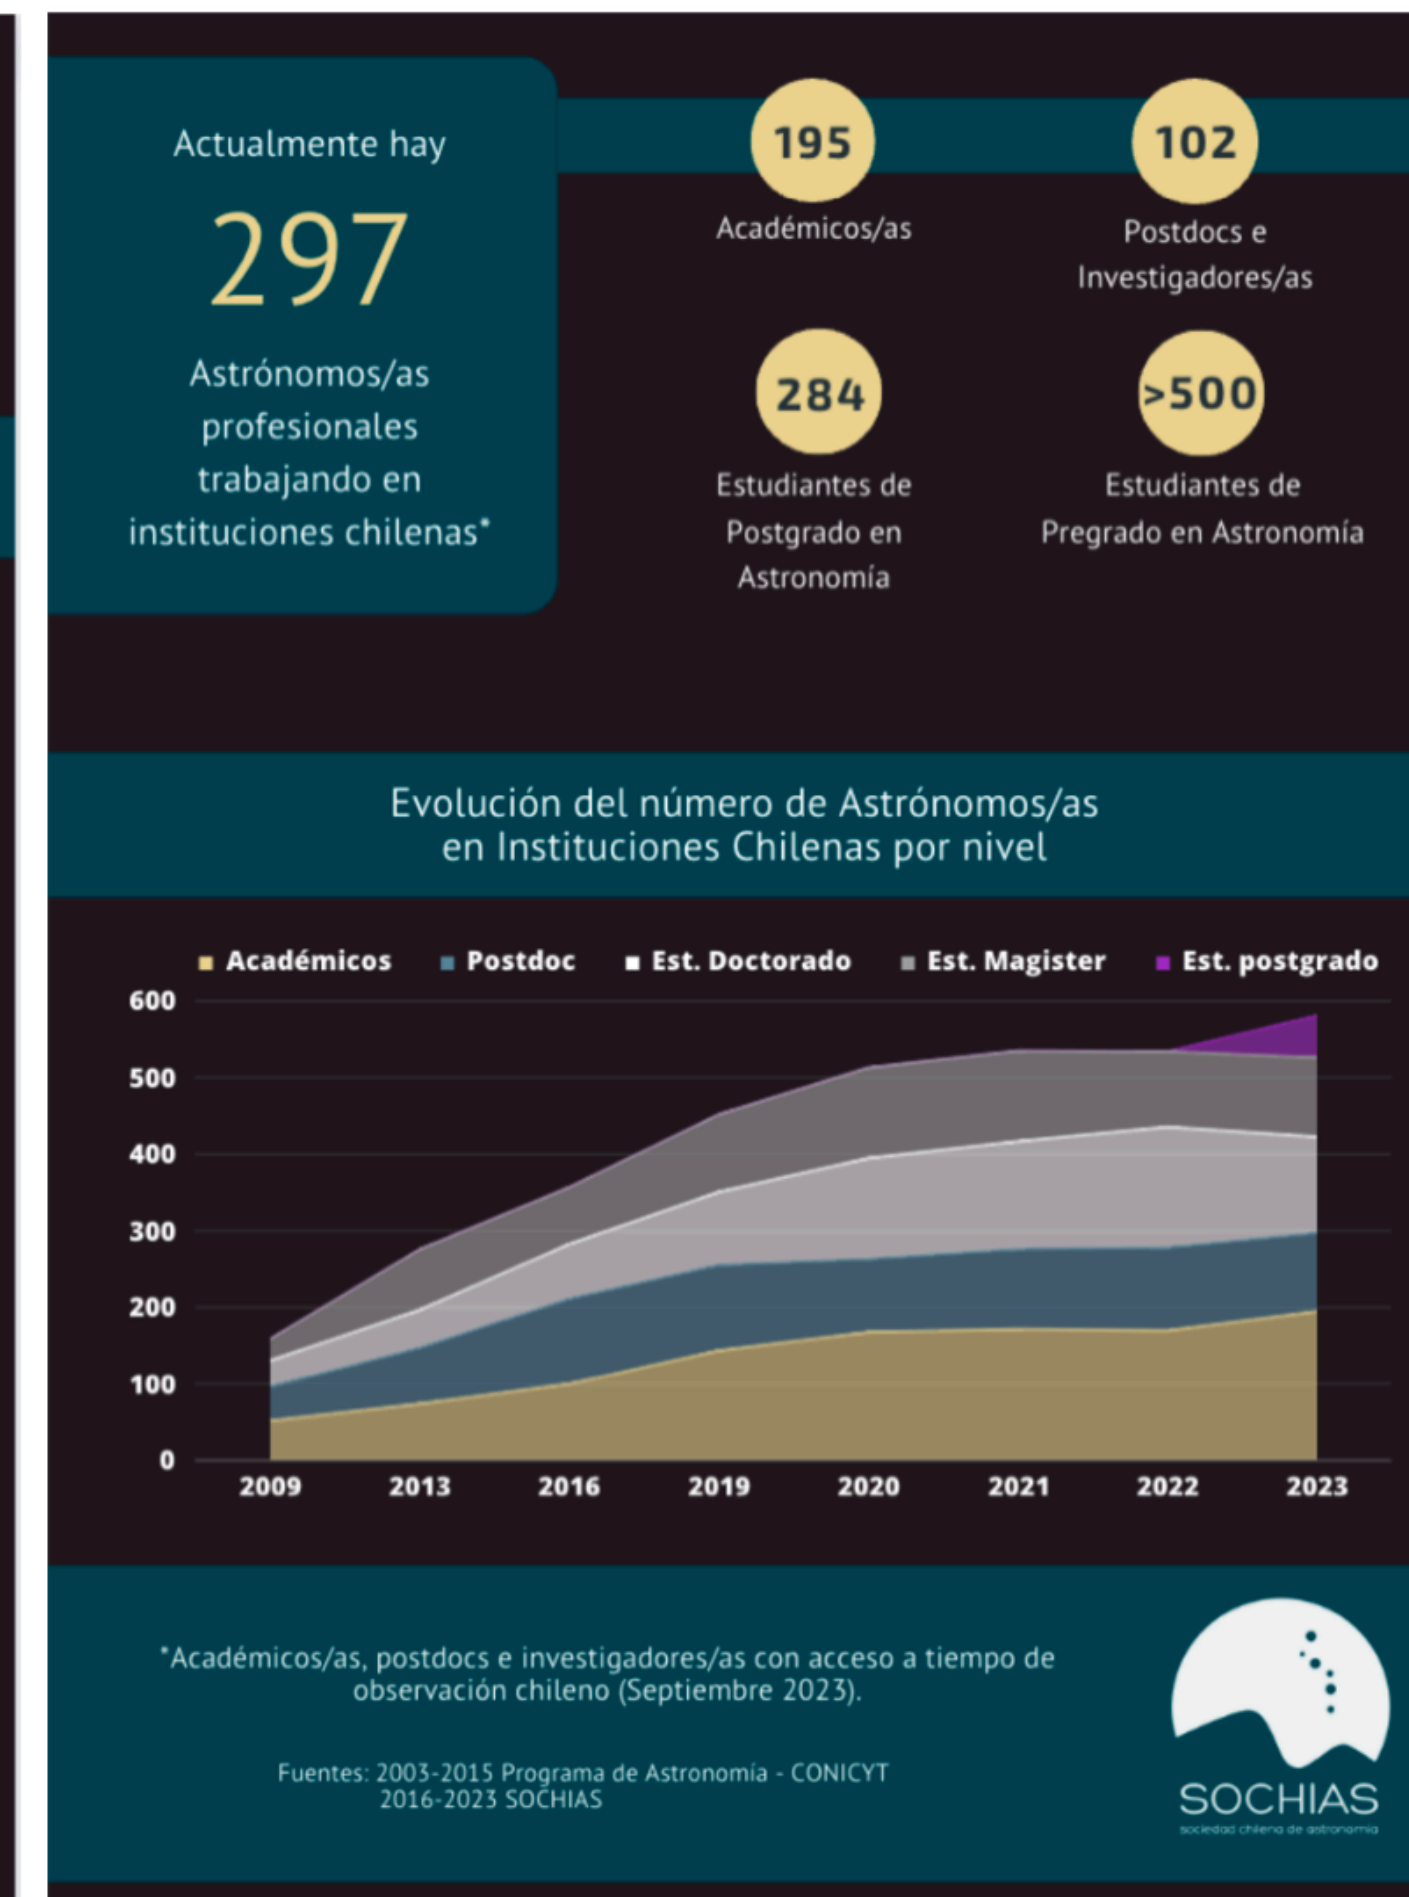 Actualmente hay
297
Astrónomos/as
profesionales
trabajando en
instituciones chilenas*
195
Académicos/as
102
Postdocs e
Investigadores/as
284
Estudiantes de
Postgrado en
Astronomía
>500
Estudiantes de
Pregrado en Astronomía
Evolución del número de Astrónomos/as
en Instituciones Chilenas por nivel
Académicos Postdoc Est. Doctorado Est. Magister Est. postgrado
600
500
400
300
200
100
0
2009 2013 2016 2019 2020 2021 2022 2023
*Académicos/as, postdocs e investigadores/as con acceso a tiempo de
observación chileno (Septiembre 2023).
Fuentes: 2003-2015 Programa de Astronomía - CONICYT
2016-2023 SOCHIAS
SOCHIAS
sociedad chilena de astronomía